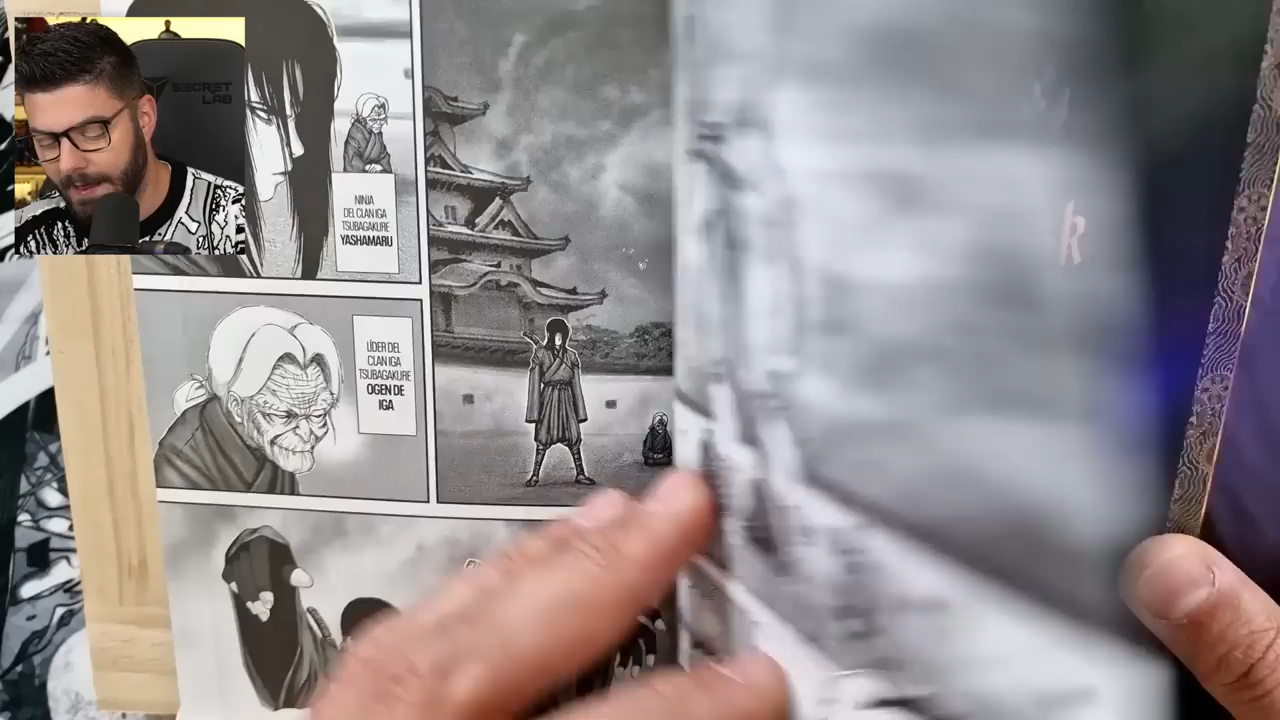 SECRET
LAB
NINJA
DEL CLAN IGA
TSUBAGAKURE
YASHAMARU
LÍDER DEL
CLAN IGA
TSUBAGAKURE
OGEN DE
IGA